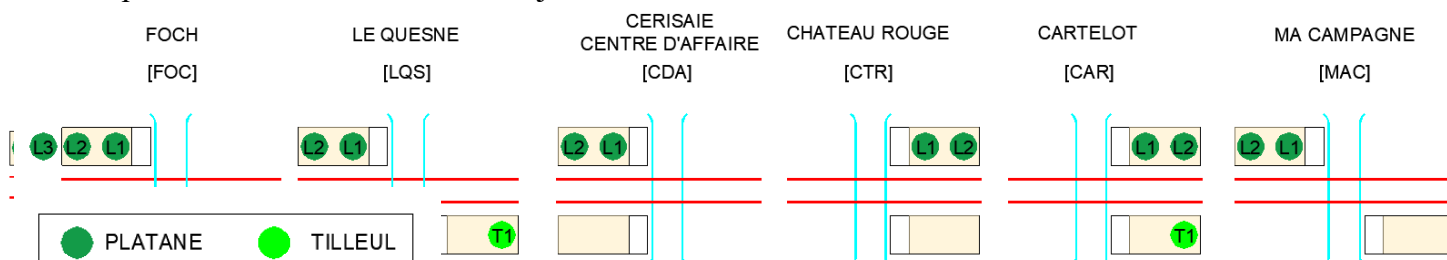 FOCH
[FOC]
LE QUESNE
[LQS]
CERISAIE
CENTRE D'AFFAIRE
[CDA]
CHATEAU ROUGE
[CTR]
CARTELOT
[CAR]
MA CAMPAGNE
[MAC]
L3 L2 L1
L2 L1
L2 L1
L1 L2
L1 L2
L2 L1
T1
T1
PLATANE
TILLEUL